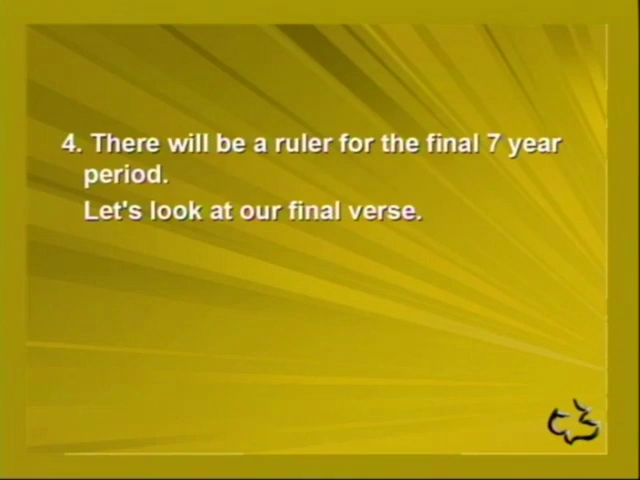 4. There will be a ruler for the final 7 year
period.
Let's look at our final verse.